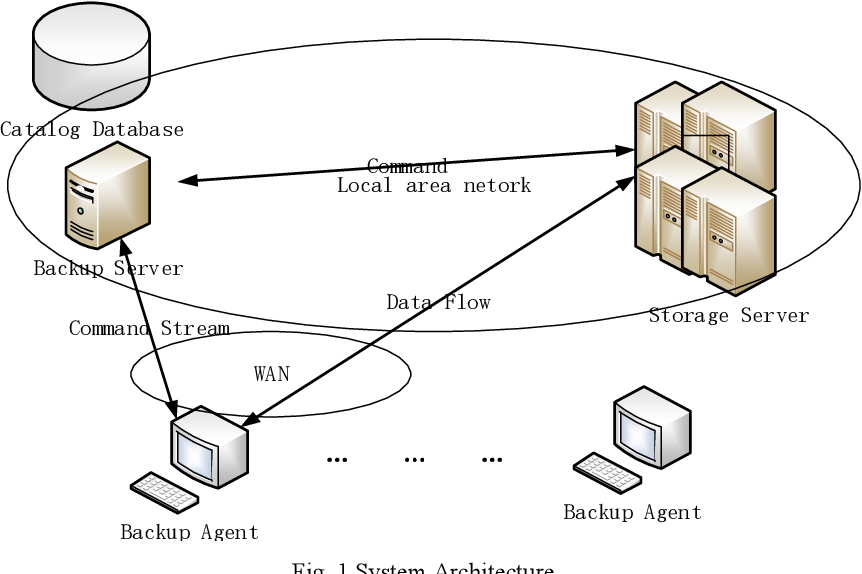 Catalog Database
Command
Local area netork
Backup Server
Data Flow
Storage Server
Command Stream
WAN
... ... ...
Backup Agent
Backup Agent
Fig. 1 System Architecture